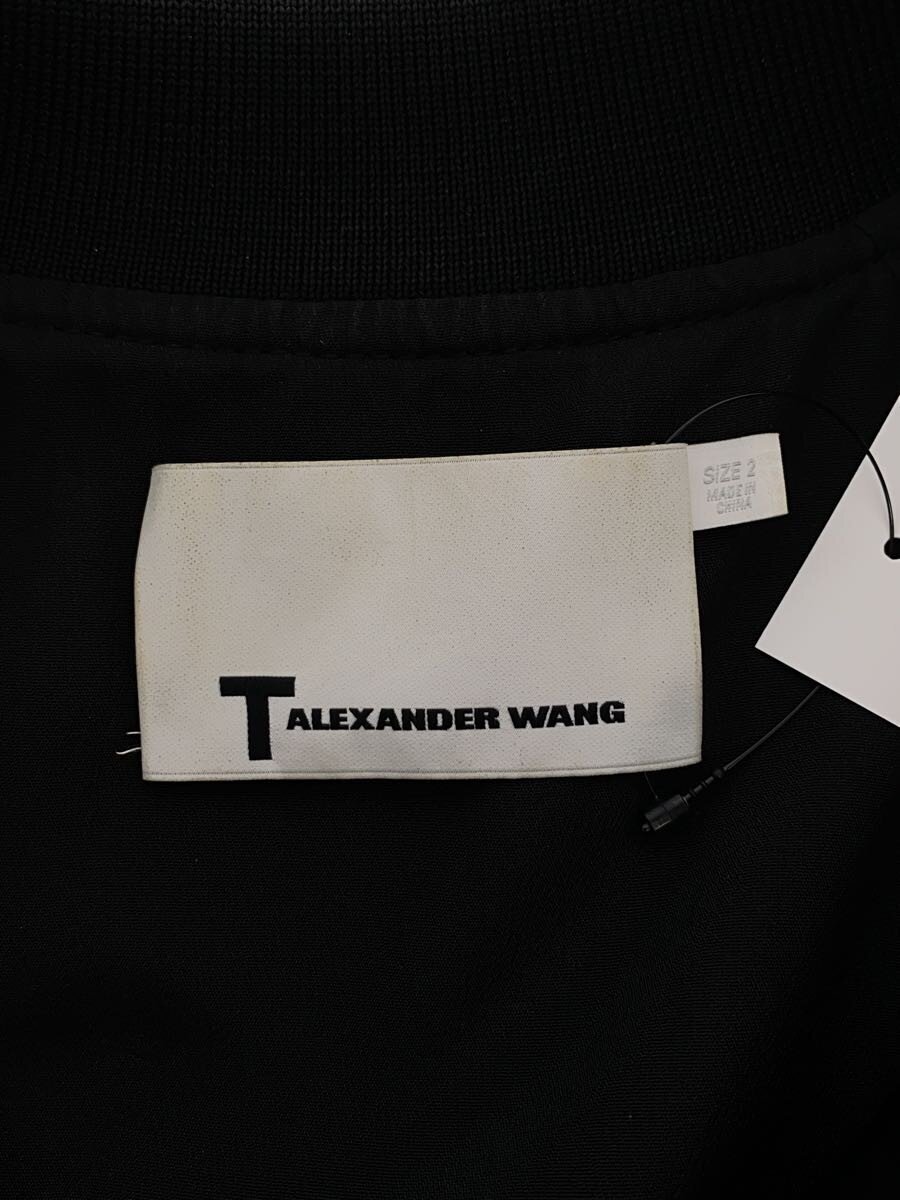 SIZE 2
MADE IN
CHINA
T ALEXANDER WANG